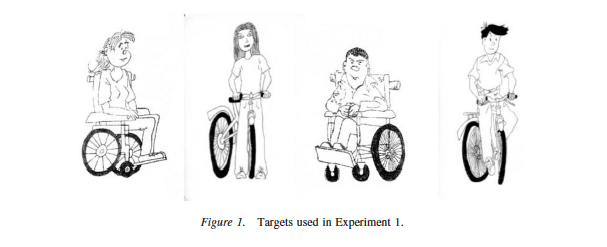 Figure 1. Targets used in Experiment 1.